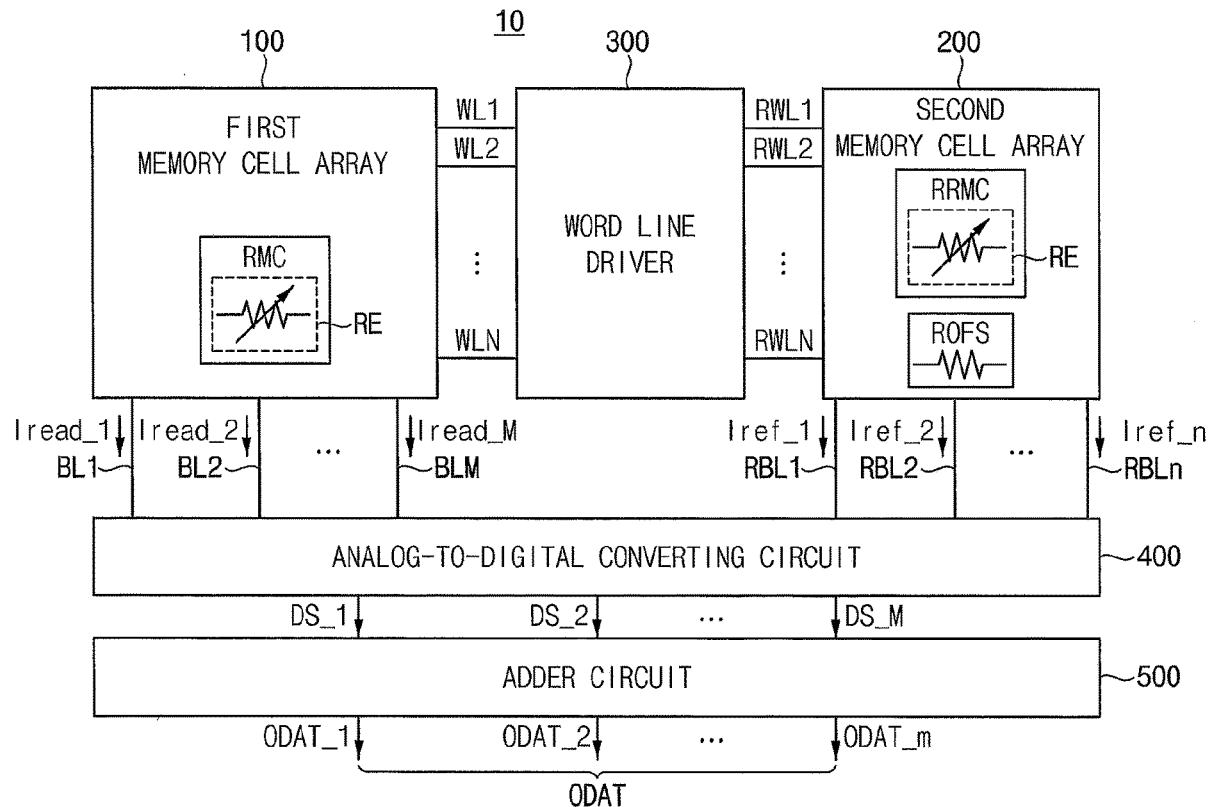 10
100
300
200
FIRST
MEMORY CELL ARRAY
RMC
RE
WL1
WL2
⋮
WLN
WORD LINE
DRIVER
RWL1
RWL2
⋮
RWLN
SECOND
MEMORY CELL ARRAY
RRMC
RE
ROFS
Iread_1
Iread_2
...
Iread_M
Iref_1
Iref_2
...
Iref_n
BL1
BL2
BLM
RBL1
RBL2
RBLn
ANALOG-TO-DIGITAL CONVERTING CIRCUIT
400
DS_1
DS_2
...
DS_M
ADDER CIRCUIT
500
ODAT_1
ODAT_2
...
ODAT_m
ODAT